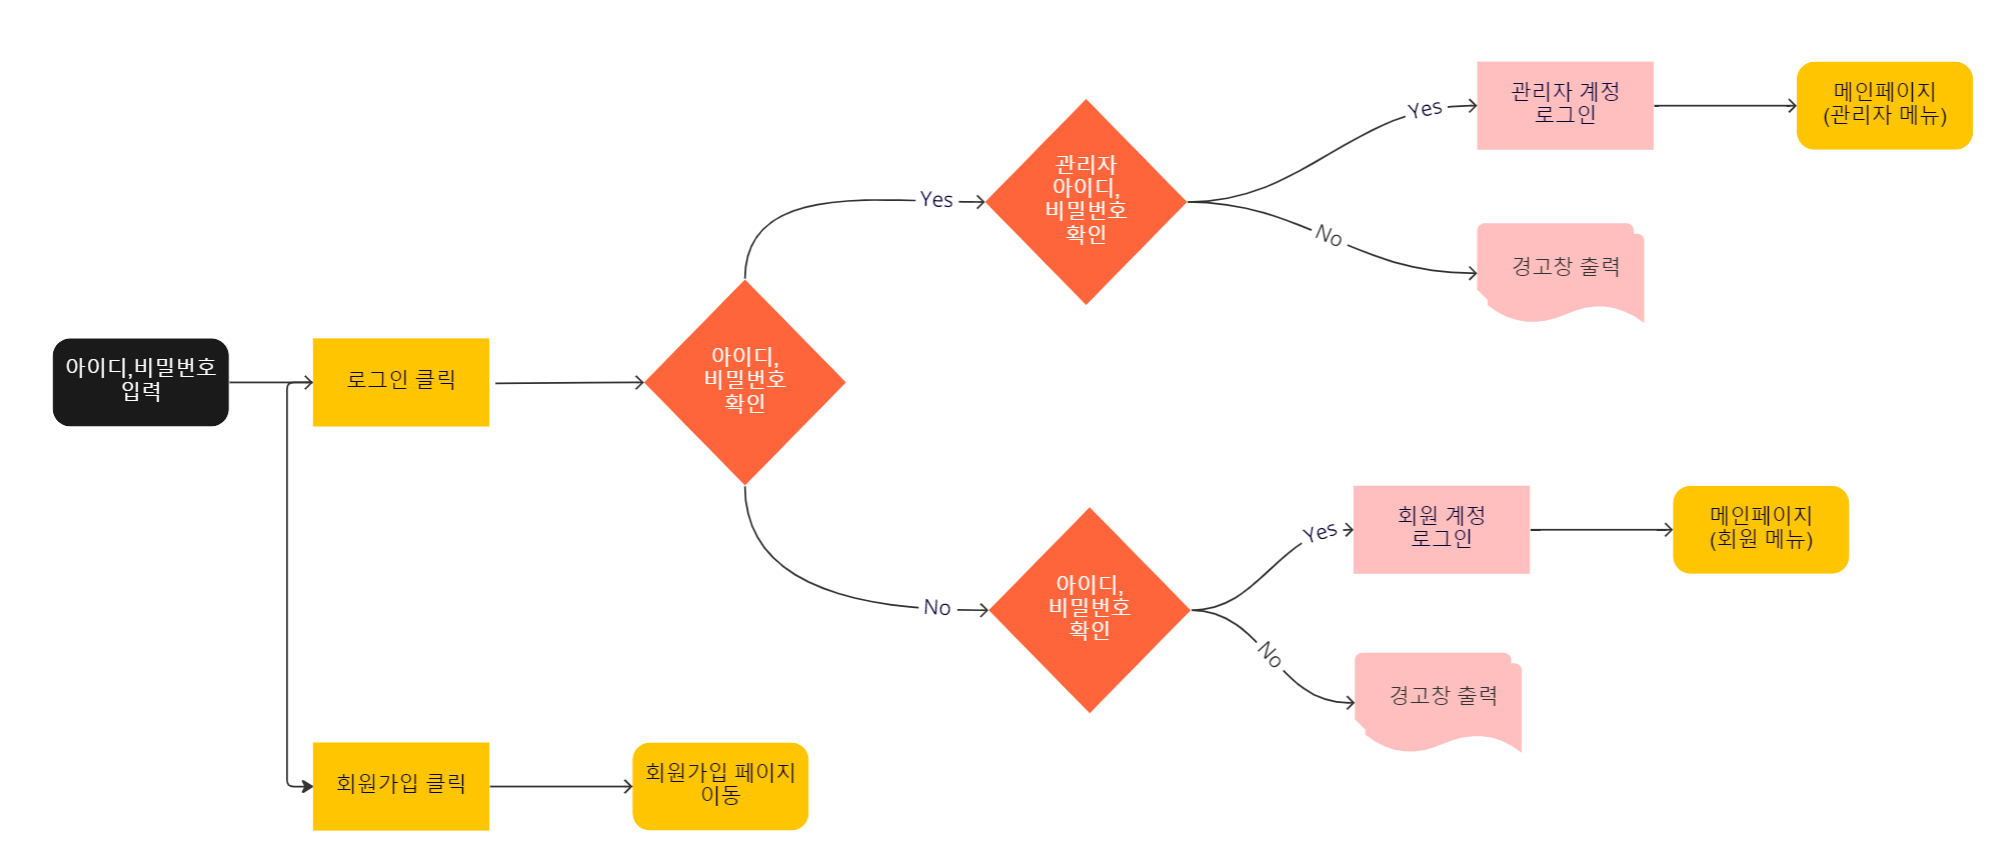 아이디,비밀번호
입력
로그인 클릭
아이디,
비밀번호
확인
Yes
관리자
아이디,
비밀번호
확인
Yes
관리자 계정
로그인
메인페이지
(관리자 메뉴)
No
경고창 출력
No
아이디,
비밀번호
확인
Yes
회원 계정
로그인
메인페이지
(회원 메뉴)
No
경고창 출력
회원가입 클릭
회원가입 페이지
이동